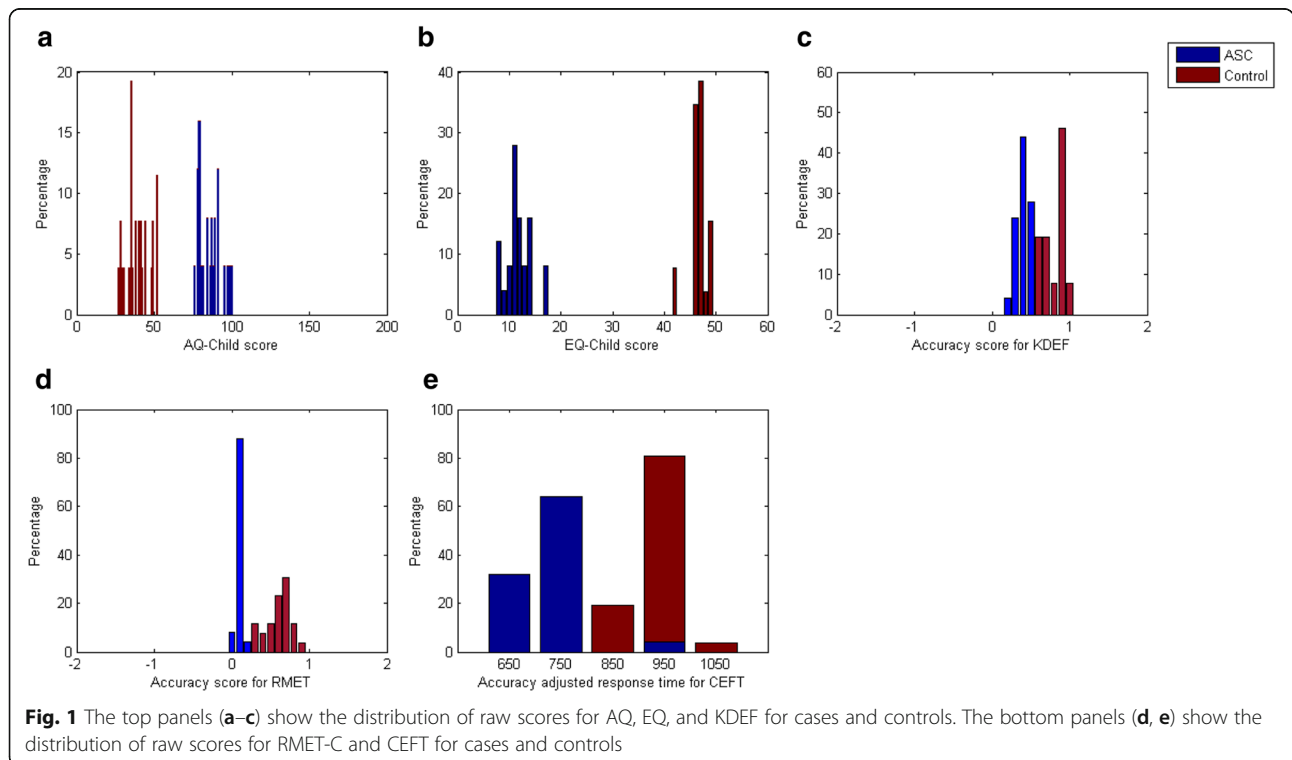 a
b
c
ASC
Control
20
15
10
5
0
Percentage
0 50 100 150 200
AQ-Child score
40
30
20
10
0
Percentage
0 10 20 30 40 50 60
EQ-Child score
60
50
40
30
20
10
0
Percentage
-2 -1 0 1 2
Accuracy score for KDEF
d
e
100
80
60
40
20
0
Percentage
-2 -1 0 1 2
Accuracy score for RMET
100
80
60
40
20
0
Percentage
650 750 850 950 1050
Accuracy adjusted response time for CEFT
Fig. 1 The top panels (a–c) show the distribution of raw scores for AQ, EQ, and KDEF for cases and controls. The bottom panels (d, e) show the
distribution of raw scores for RMET-C and CEFT for cases and controls